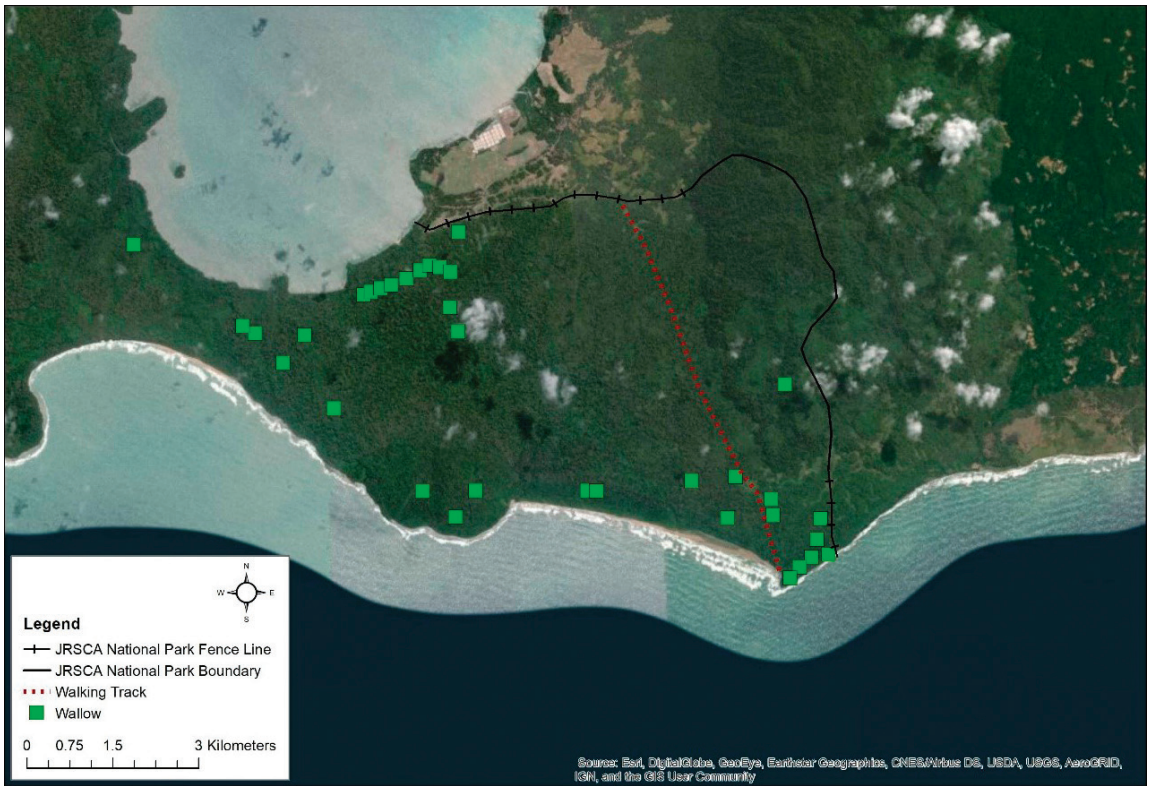 N
W E
S
Legend
JRSCA National Park Fence Line
JRSCA National Park Boundary
Walking Track
Wallow
0 0.75 1.5 3 Kilometers
Source: Esri, DigitalGlobe, GeoEye, Earthstar Geographics, CNES/Airbus DS, USDA, USGS, AeroGRID,
IGN, and the GIS User Community